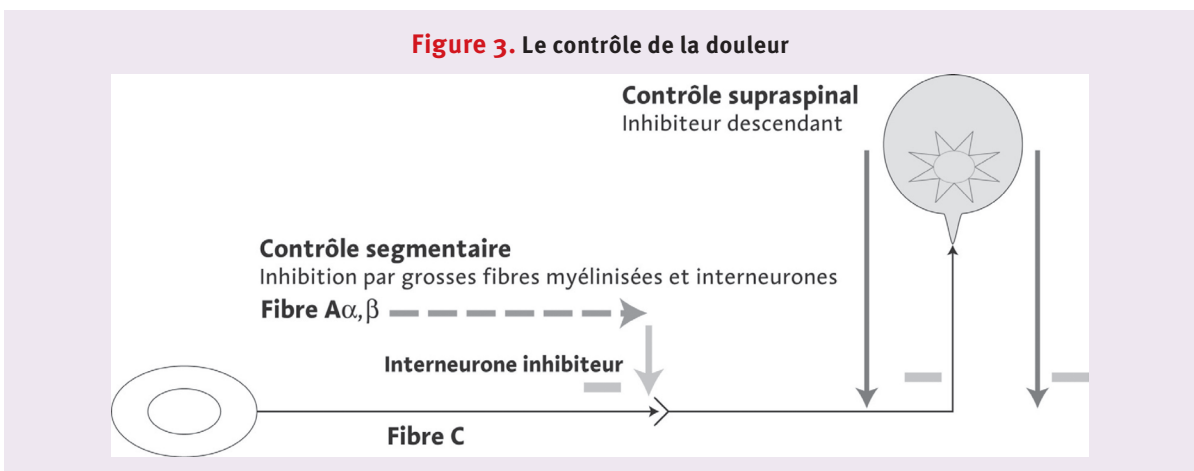 Figure 3. Le contrôle de la douleur
Contrôle supraspinal
Inhibiteur descendant
Contrôle segmentaire
Inhibition par grosses fibres myélinisées et interneurones
Fibre Aα,β
Interneurone inhibiteur
Fibre C